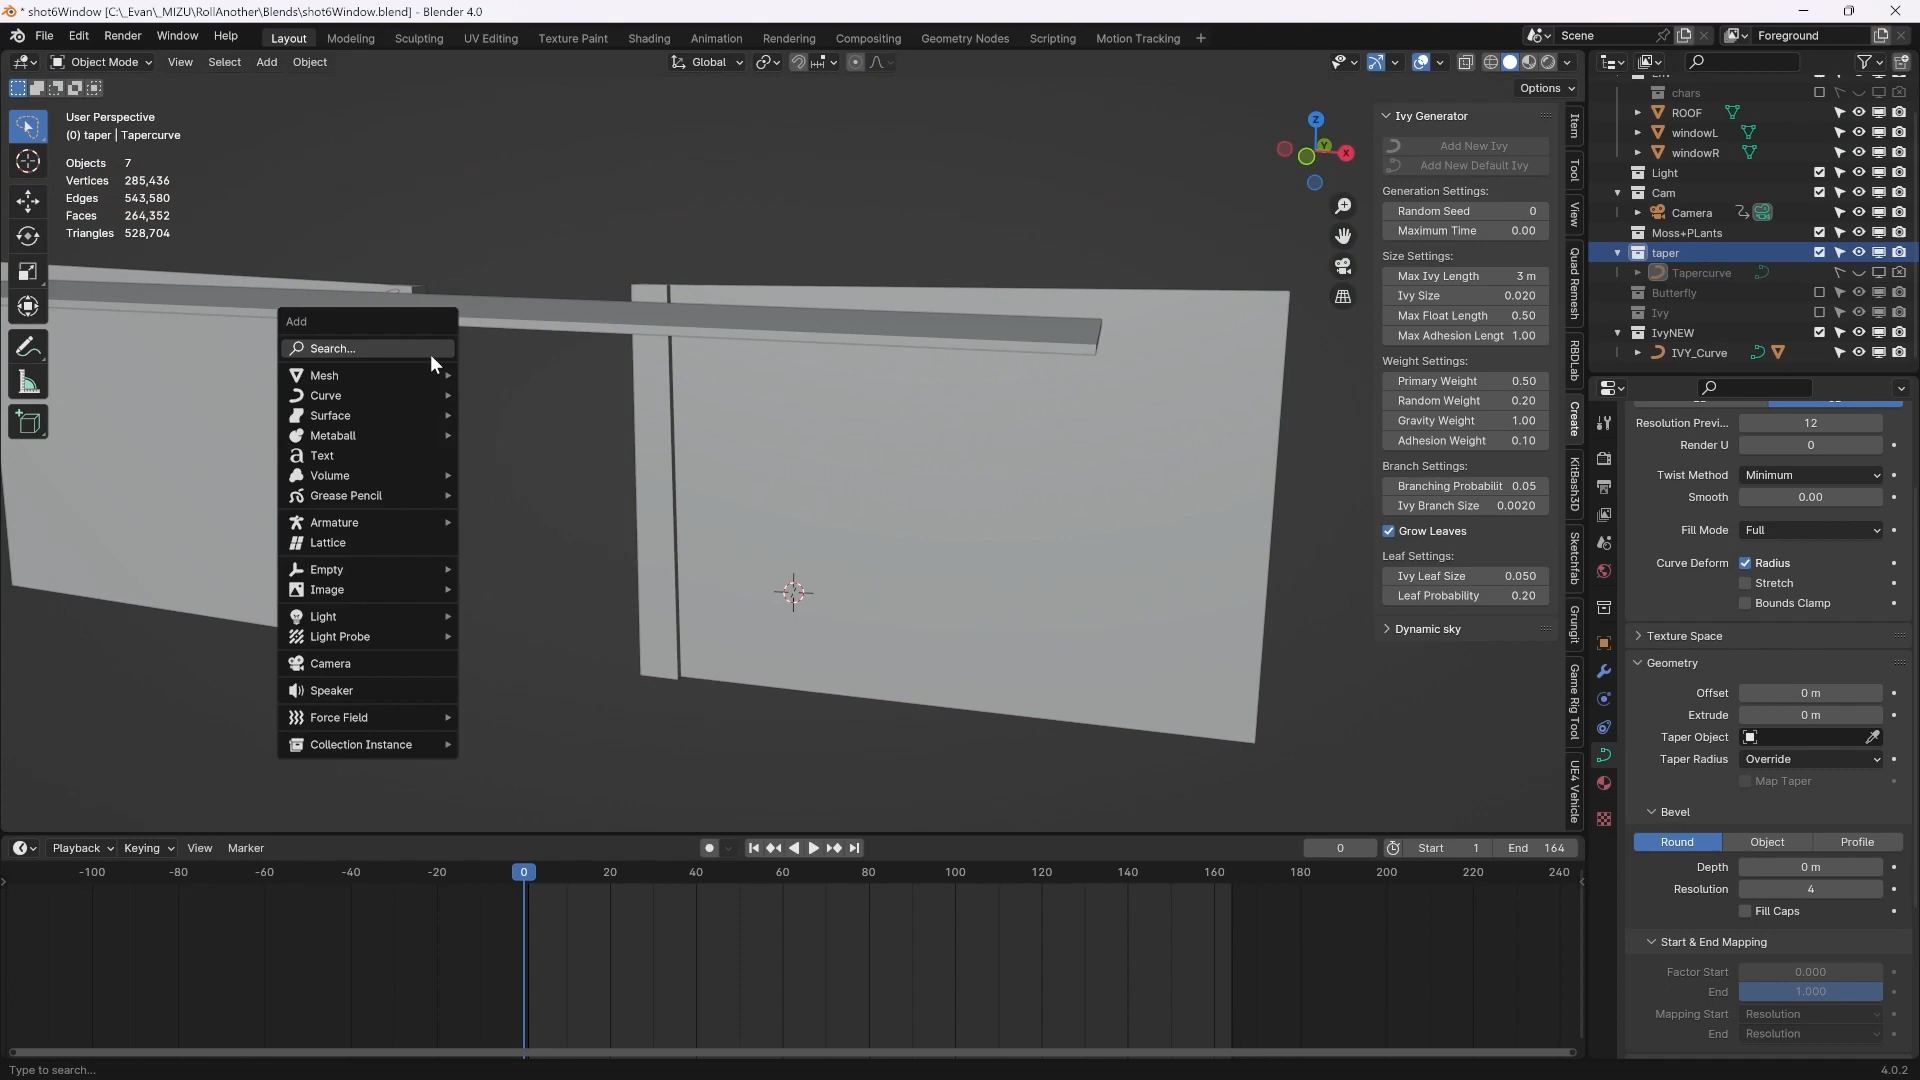 * shot6Window [C:\_Evan\_MIZU\RollAnother\Blends\shot6Window.blend] - Blender 4.0
File Edit Render Window Help
Layout Modeling Sculpting UV Editing Texture Paint Shading Animation Rendering Compositing Geometry Nodes Scripting Motion Tracking +
Scene
Foreground
Object Mode View Select Add Object
Global
Options
User Perspective
(0) taper | Tapercurve
Objects 7
Vertices 285,436
Edges 543,580
Faces 264,352
Triangles 528,704
Add
Search...
Mesh
Curve
Surface
Metaball
Text
Volume
Grease Pencil
Armature
Lattice
Empty
Image
Light
Light Probe
Camera
Speaker
Force Field
Collection Instance
Z
Y
X
Ivy Generator
Add New Ivy
Add New Default Ivy
Generation Settings:
Random Seed 0
Maximum Time 0.00
Size Settings:
Max Ivy Length 3 m
Ivy Size 0.020
Max Float Length 0.50
Max Adhesion Lengt 1.00
Weight Settings:
Primary Weight 0.50
Random Weight 0.20
Gravity Weight 1.00
Adhesion Weight 0.10
Branch Settings:
Branching Probabilit 0.05
Ivy Branch Size 0.0020
Grow Leaves
Leaf Settings:
Ivy Leaf Size 0.050
Leaf Probability 0.20
Dynamic sky
Item
Tool
View
Quad Remesh
RBDLab
Create
KitBash3D
Sketchfab
Grungit
Game Rig Tool
UE4 Vehicle
chars
ROOF
windowL
windowR
Light
Cam
Camera
Moss+PLants
taper
Tapercurve
Butterfly
Ivy
IvyNEW
IVY_Curve
Resolution Previ... 12
Render U 0
Twist Method Minimum
Smooth 0.00
Fill Mode Full
Curve Deform Radius
Stretch
Bounds Clamp
Texture Space
Geometry
Offset 0 m
Extrude 0 m
Taper Object
Taper Radius Override
Map Taper
Bevel
Round Object Profile
Depth 0 m
Resolution 4
Fill Caps
Start & End Mapping
Factor Start 0.000
End 1.000
Mapping Start Resolution
End Resolution
Playback Keying View Marker
0 Start 1 End 164
-100 -80 -60 -40 -20 0 20 40 60 80 100 120 140 160 180 200 220 240
Type to search...
4.0.2